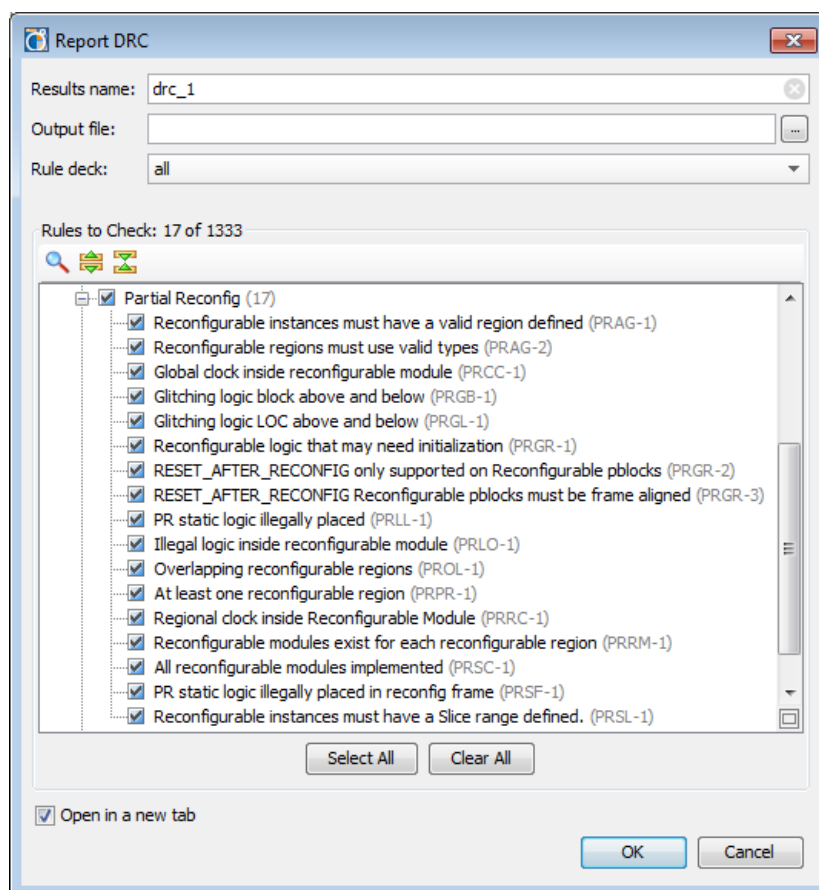 Report DRC
Results name: drc_1
Output file: ...
Rule deck: all
Rules to Check: 17 of 1333
Partial Reconfig (17)
Reconfigurable instances must have a valid region defined (PRAG-1)
Reconfigurable regions must use valid types (PRAG-2)
Global clock inside reconfigurable module (PRCC-1)
Glitching logic block above and below (PRGB-1)
Glitching logic LOC above and below (PRGL-1)
Reconfigurable logic that may need initialization (PRGR-1)
RESET_AFTER_RECONFIG only supported on Reconfigurable pblocks (PRGR-2)
RESET_AFTER_RECONFIG Reconfigurable pblocks must be frame aligned (PRGR-3)
PR static logic illegally placed (PRLL-1)
Illegal logic inside reconfigurable module (PRLO-1)
Overlapping reconfigurable regions (PROL-1)
At least one reconfigurable region (PRPR-1)
Regional clock inside Reconfigurable Module (PRRC-1)
Reconfigurable modules exist for each reconfigurable region (PRRM-1)
All reconfigurable modules implemented (PRSC-1)
PR static logic illegally placed in reconfig frame (PRSF-1)
Reconfigurable instances must have a Slice range defined. (PRSL-1)
Select All Clear All
Open in a new tab
OK Cancel